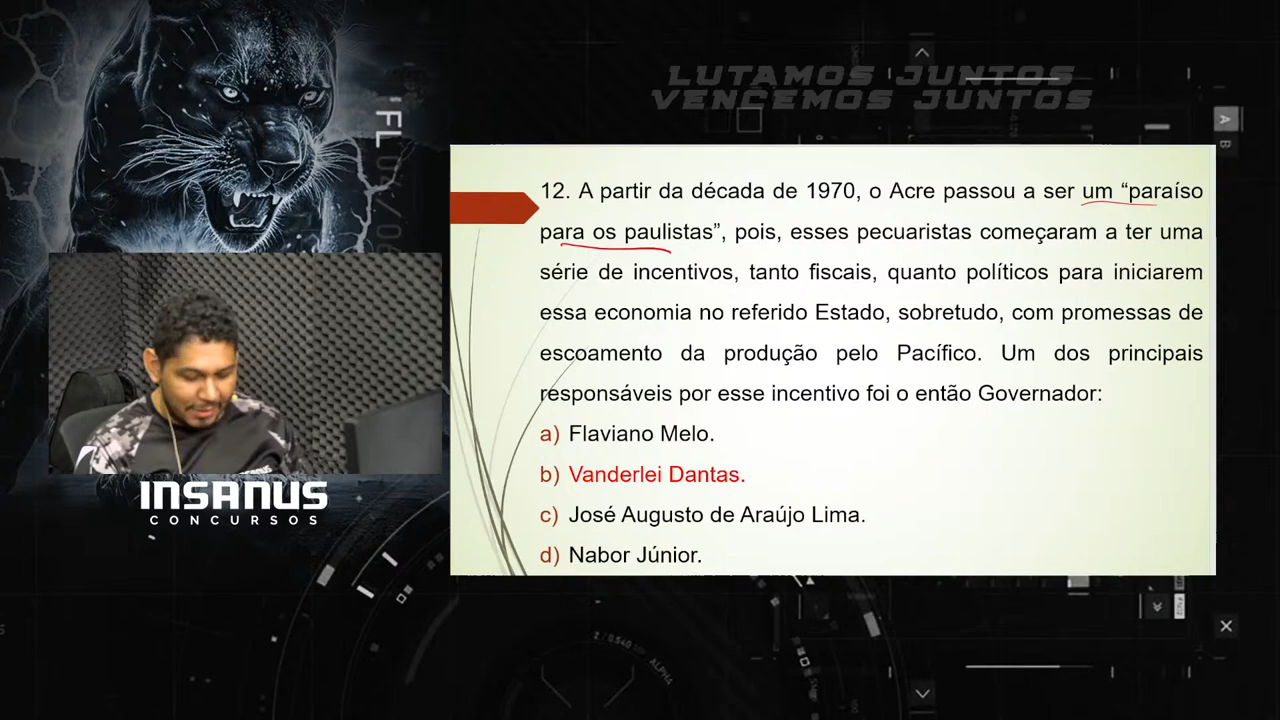 LUTAMOS JUNTOS
VENCEMOS JUNTOS
A
B
12. A partir da década de 1970, o Acre passou a ser um “paraíso
para os paulistas”, pois, esses pecuaristas começaram a ter uma
série de incentivos, tanto fiscais, quanto políticos para iniciarem
essa economia no referido Estado, sobretudo, com promessas de
escoamento da produção pelo Pacífico. Um dos principais
responsáveis por esse incentivo foi o então Governador:
a) Flaviano Melo.
b) Vanderlei Dantas.
c) José Augusto de Araújo Lima.
d) Nabor Júnior.
INSANUS
CONCURSOS
ALPHA